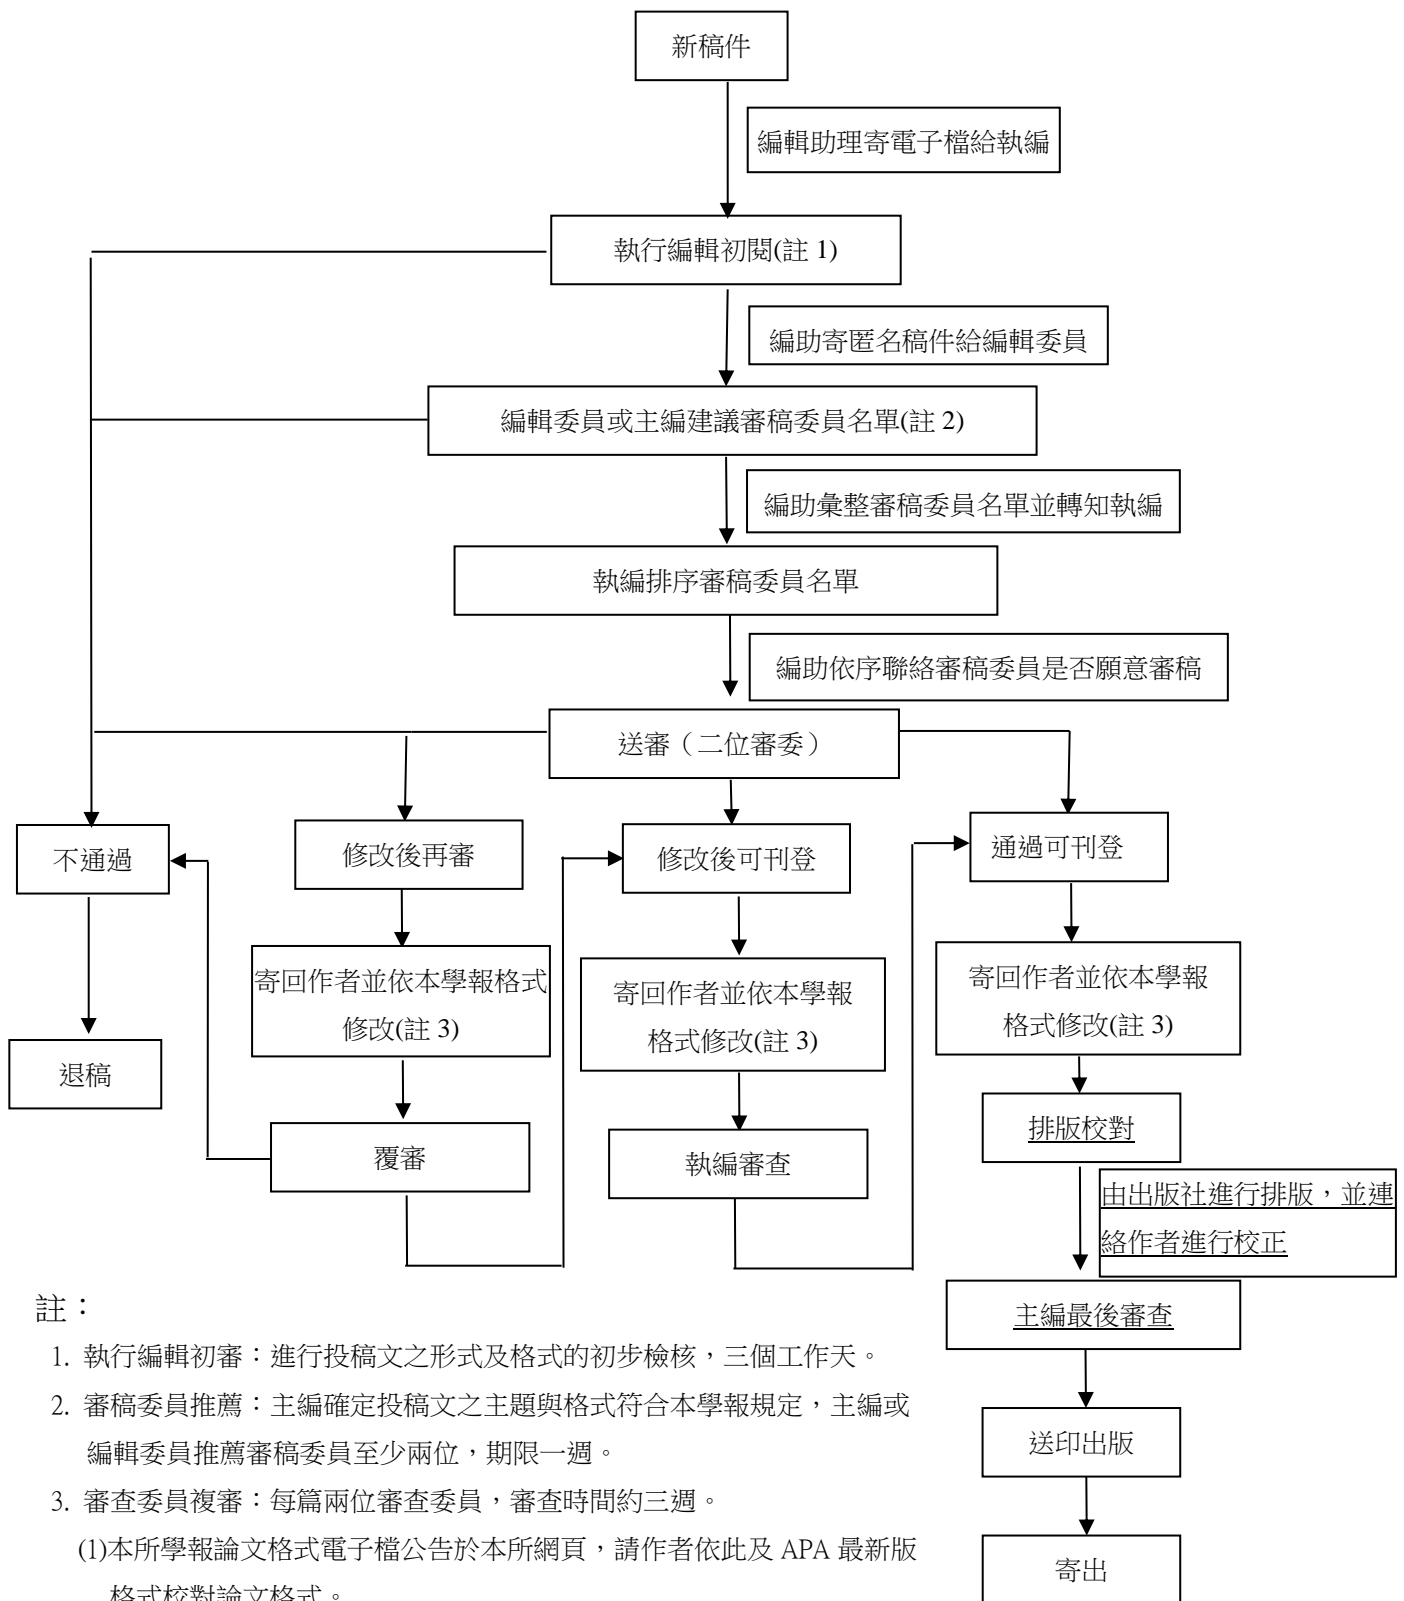 新稿件
編輯助理寄電子檔給執編
執行編輯初閱(註 1)
編助寄匿名稿件給編輯委員
編輯委員或主編建議審稿委員名單(註 2)
編助彙整審稿委員名單並轉知執編
執編排序審稿委員名單
編助依序聯絡審稿委員是否願意審稿
送審（二位審委）
不通過
修改後再審
修改後可刊登
通過可刊登
寄回作者並依本學報格式
修改(註 3)
寄回作者並依本學報
格式修改(註 3)
寄回作者並依本學報
格式修改(註 3)
退稿
覆審
執編審查
排版校對
由出版社進行排版，並連
絡作者進行校正
主編最後審查
送印出版
寄出
註：
1. 執行編輯初審：進行投稿文之形式及格式的初步檢核，三個工作天。
2. 審稿委員推薦：主編確定投稿文之主題與格式符合本學報規定，主編或
編輯委員推薦審稿委員至少兩位，期限一週。
3. 審查委員複審：每篇兩位審查委員，審查時間約三週。
(1)本所學報論文格式電子檔公告於本所網頁，請作者依此及 APA 最新版
格式校對論文格式。